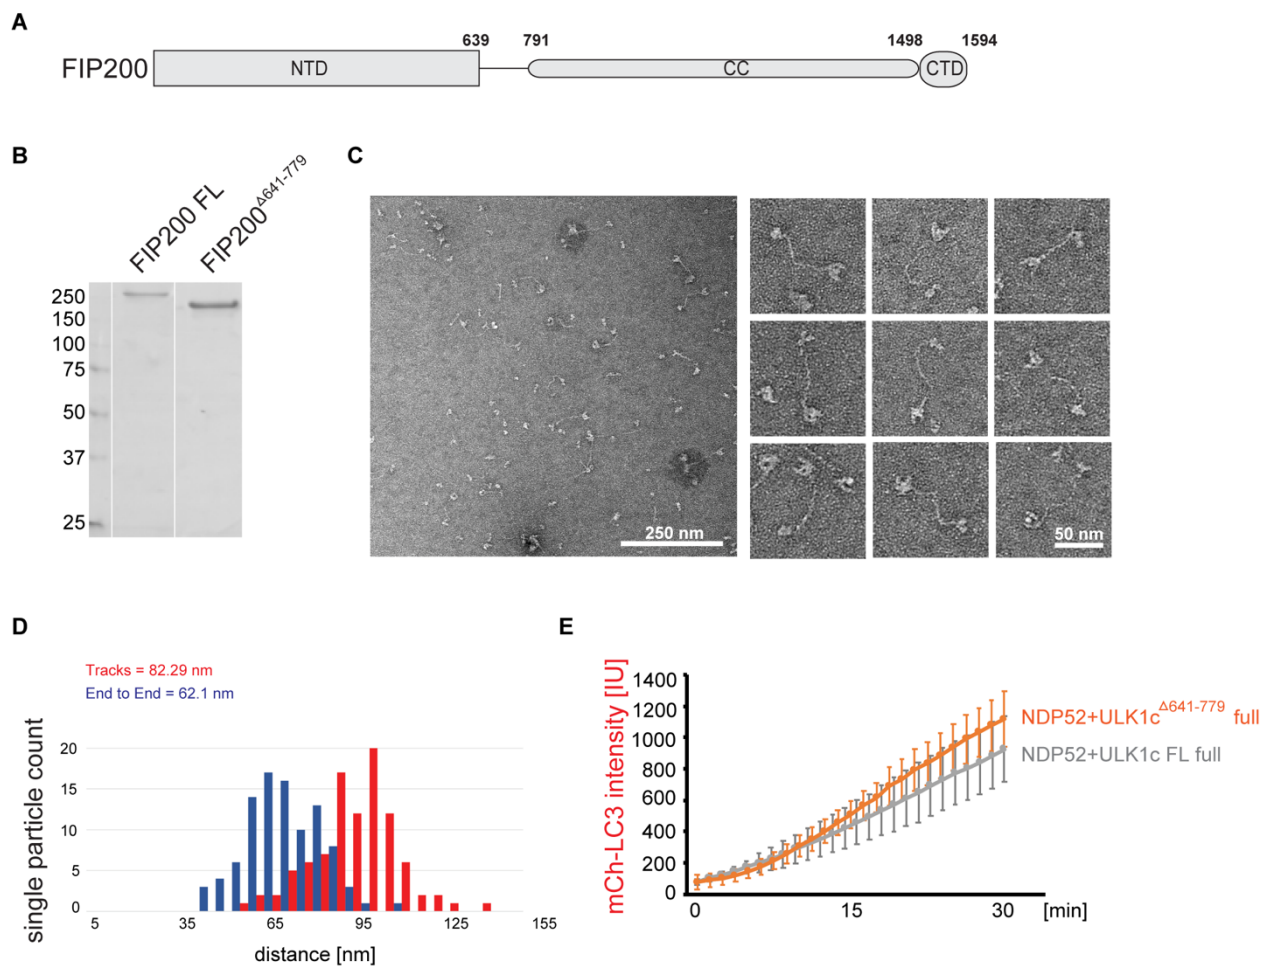 A
639 791 1498 1594
FIP200 NTD CC CTD
B
FIP200 FL
FIP200Δ641-779
250
150
100
75
50
37
25
C
250 nm
50 nm
D
Tracks = 82.29 nm
End to End = 62.1 nm
single particle count
20
15
10
5
0
5 35 65 95 125 155
distance [nm]
E
mCh-LC3 intensity [IU]
1400
1200
1000
800
600
400
200
0
0 15 30 [min]
NDP52+ULK1cΔ641-779 full
NDP52+ULK1c FL full